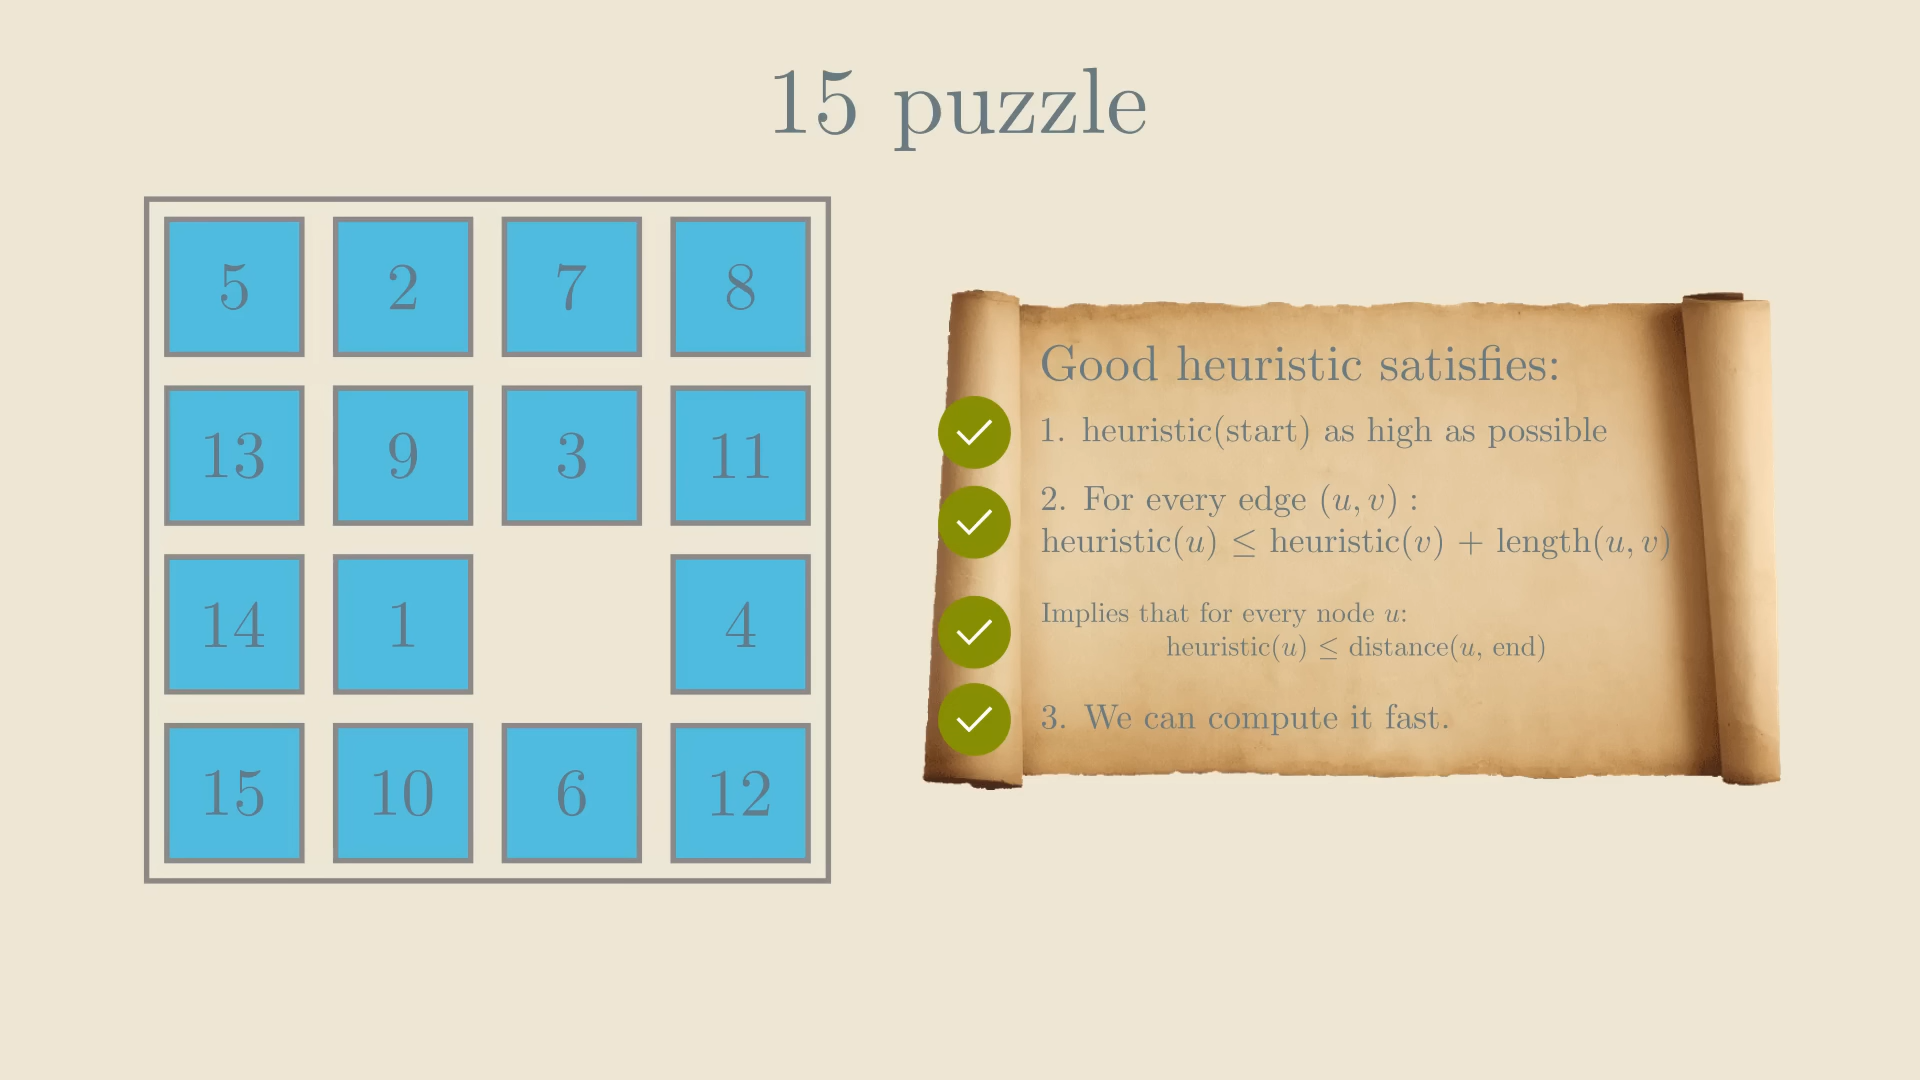 15 puzzle
5 2 7 8
13 9 3 11
14 1 4
15 10 6 12
Good heuristic satisfies:
1. heuristic(start) as high as possible
2. For every edge (u, v) :
heuristic(u) ≤ heuristic(v) + length(u, v)
Implies that for every node u:
heuristic(u) ≤ distance(u, end)
3. We can compute it fast.